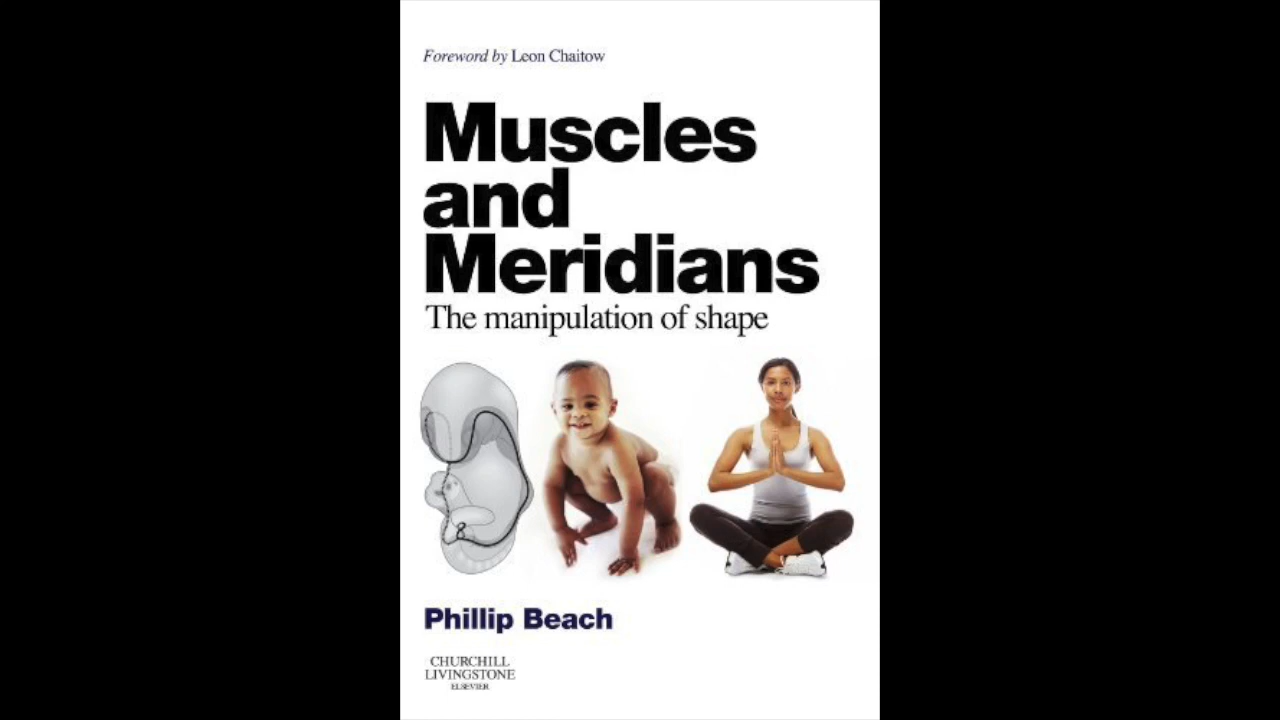 Foreword by Leon Chaitow
Muscles
and
Meridians
The manipulation of shape
Phillip Beach
CHURCHILL
LIVINGSTONE
ELSEVIER